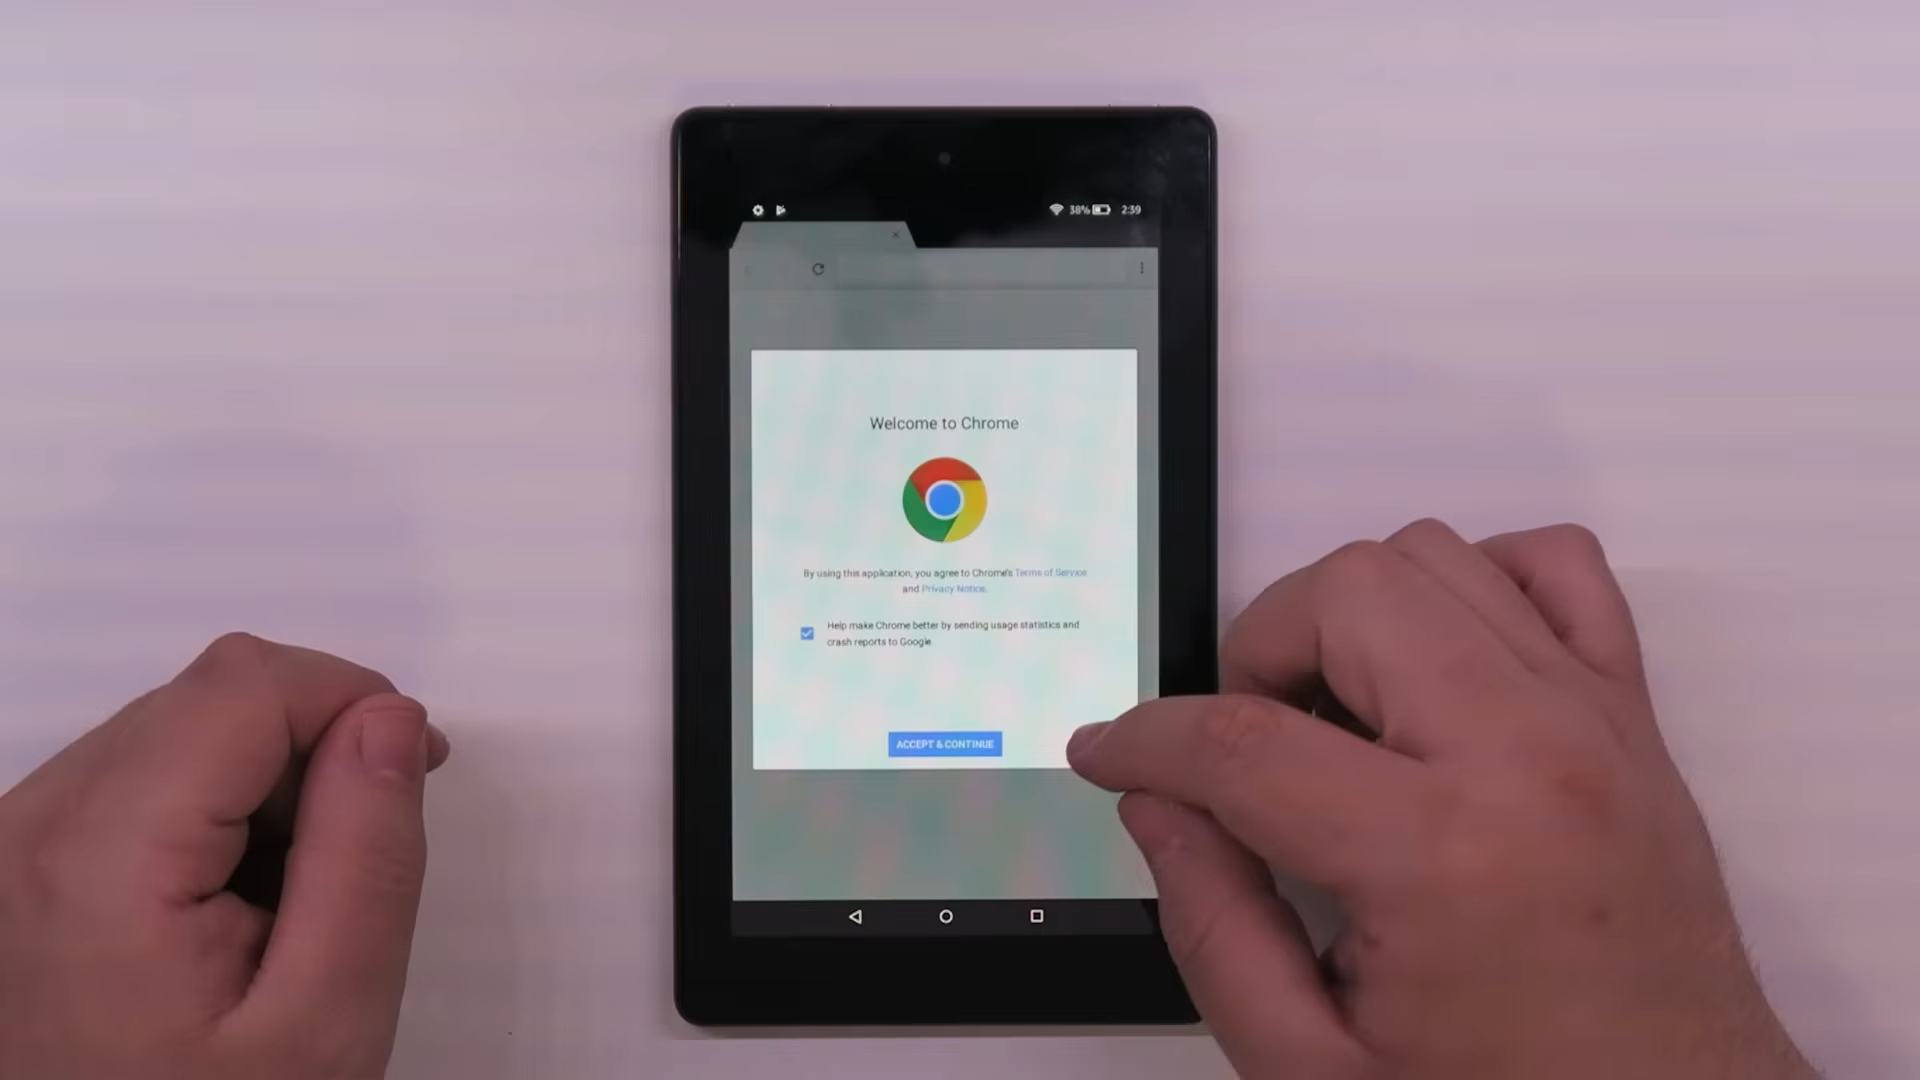 38% 2:39
Welcome to Chrome
By using this application, you agree to Chrome's Terms of Service
and Privacy Notice.
Help make Chrome better by sending usage statistics and
crash reports to Google
ACCEPT & CONTINUE